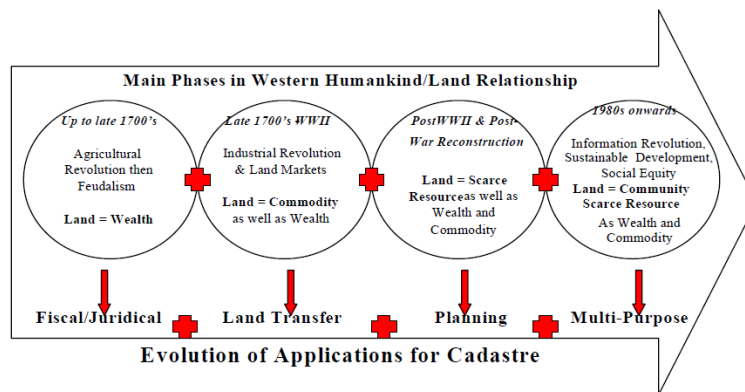 Main Phases in Western Humankind/Land Relationship
Up to late 1700's
Agricultural
Revolution then
Feudalism
Land = Wealth
Late 1700's WWII
Industrial Revolution
& Land Markets
Land = Commodity
as well as Wealth
PostWWII & Post-
War Reconstruction
Land = Scarce
Resource as well as
Wealth and
Commodity
1980s onwards
Information Revolution,
Sustainable Development,
Social Equity
Land = Community
Scarce Resource
As Wealth and
Commodity
Fiscal/Juridical
Land Transfer
Planning
Multi-Purpose
Evolution of Applications for Cadastre